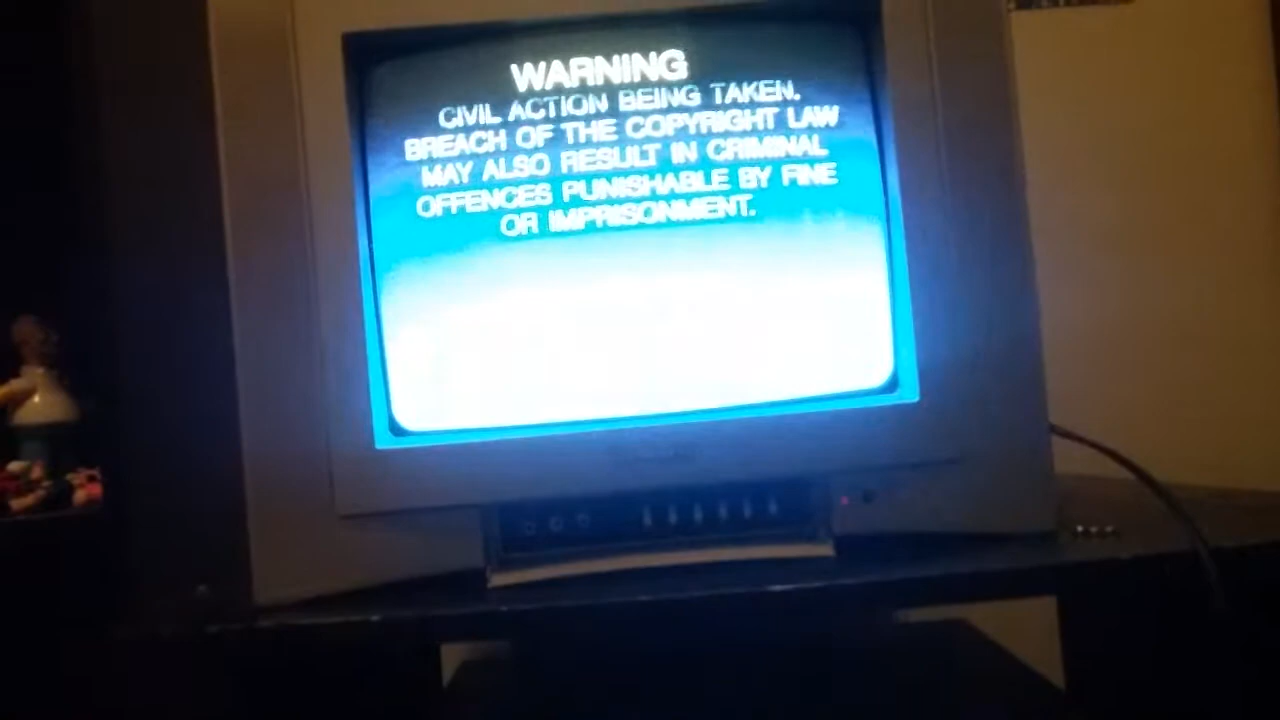 WARNING
CIVIL ACTION BEING TAKEN.
BREACH OF THE COPYRIGHT LAW
MAY ALSO RESULT IN CRIMINAL
OFFENCES PUNISHABLE BY FINE
OR IMPRISONMENT.